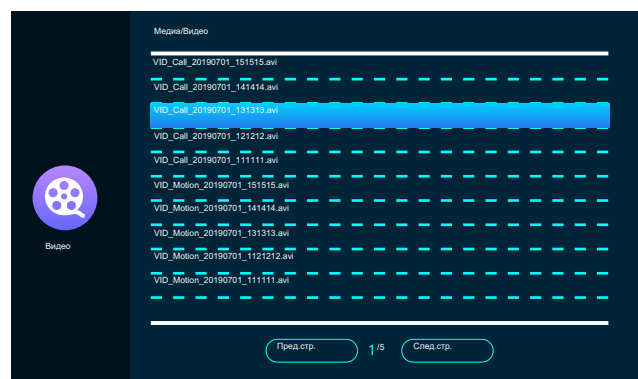 Медиа/Видео
VID_Call_20190701_151515.avi
VID_Call_20190701_141414.avi
VID_Call_20190701_131313.avi
VID_Call_20190701_121212.avi
VID_Call_20190701_111111.avi
VID_Motion_20190701_151515.avi
VID_Motion_20190701_141414.avi
VID_Motion_20190701_131313.avi
VID_Motion_20190701_1121212.avi
VID_Motion_20190701_111111.avi
Видео
Пред.стр. 1/5 След.стр.